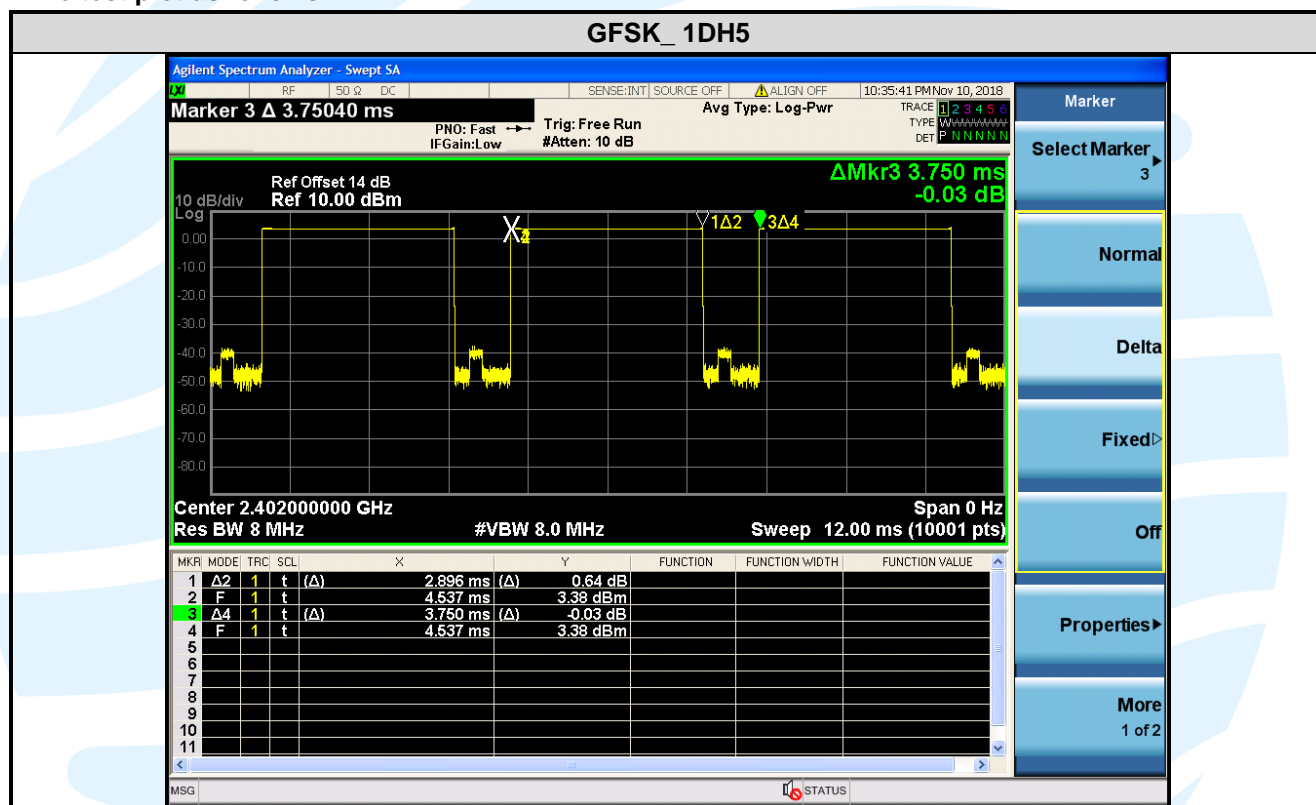 GFSK_ 1DH5
Agilent Spectrum Analyzer - Swept SA
LXI RF 50 Ω DC SENSE:INT SOURCE OFF ALIGN OFF 10:35:41 PM Nov 10, 2018
Marker 3 Δ 3.75040 ms
PNO: Fast
IFGain:Low
Trig: Free Run
#Atten: 10 dB
Avg Type: Log-Pwr
TRACE 1 2 3 4 5 6
TYPE WWWWWW
DET P N N N N N
ΔMkr3 3.750 ms
-0.03 dB
Ref Offset 14 dB
10 dB/div Ref 10.00 dBm
Log
1Δ2 3Δ4
0.00
-10.0
-20.0
-30.0
-40.0
-50.0
-60.0
-70.0
-80.0
Center 2.402000000 GHz Span 0 Hz
Res BW 8 MHz #VBW 8.0 MHz Sweep 12.00 ms (10001 pts)
MKR MODE TRC SCL X Y FUNCTION FUNCTION WIDTH FUNCTION VALUE
1 Δ2 1 t (Δ) 2.896 ms (Δ) 0.64 dB
2 F 1 t 4.537 ms 3.38 dBm
3 Δ4 1 t (Δ) 3.750 ms (Δ) -0.03 dB
4 F 1 t 4.537 ms 3.38 dBm
5
6
7
8
9
10
11
MSG STATUS
Marker
Select Marker
3
Normal
Delta
Fixed
Off
Properties
More
1 of 2